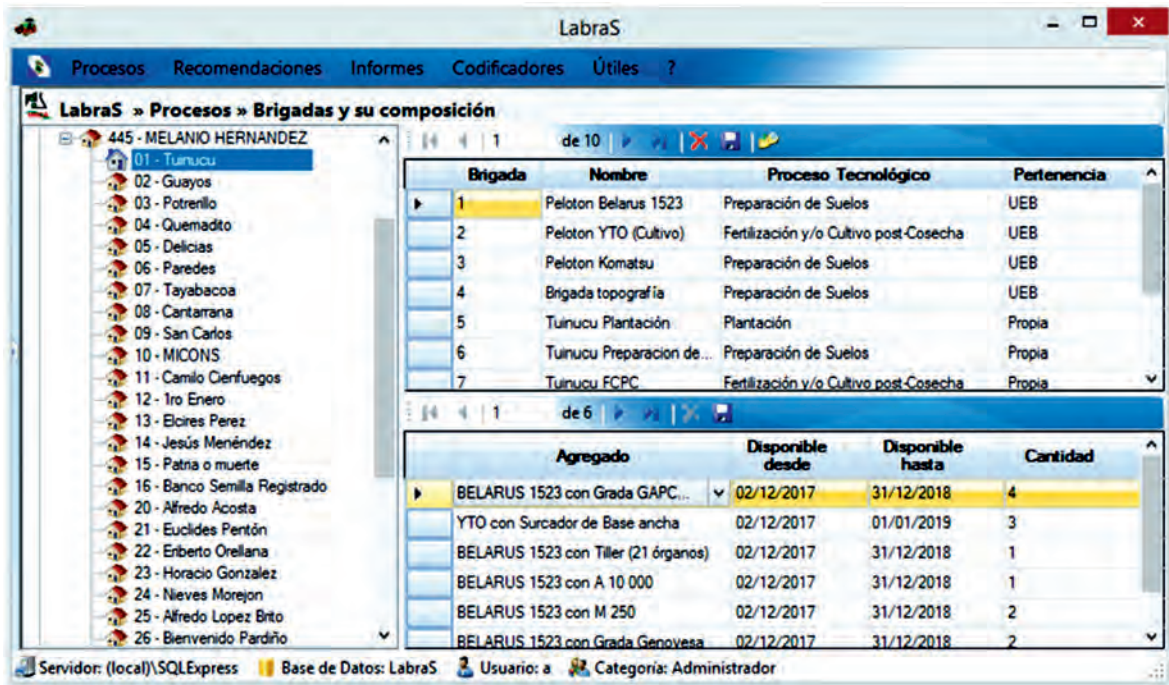 LabraS
Procesos Recomendaciones Informes Codificadores Útiles ?
LabraS » Procesos » Brigadas y su composición
445 - MELANIO HERNANDEZ
01 - Tuinucu
02 - Guayos
03 - Potrerillo
04 - Quemadito
05 - Delicias
06 - Paredes
07 - Tayabacoa
08 - Cantarrana
09 - San Carlos
10 - MICONS
11 - Camilo Cienfuegos
12 - 1ro Enero
13 - Elcires Perez
14 - Jesús Menéndez
15 - Patria o muerte
16 - Banco Semilla Registrado
20 - Alfredo Acosta
21 - Euclides Pentón
22 - Eriberto Orellana
23 - Horacio Gonzalez
24 - Nieves Morejon
25 - Alfredo Lopez Brito
26 - Bienvenido Pardiño
1 de 10
Brigada Nombre Proceso Tecnológico Pertenencia
1 Peloton Belarus 1523 Preparación de Suelos UEB
2 Peloton YTO (Cultivo) Fertilización y/o Cultivo post-Cosecha UEB
3 Peloton Komatsu Preparación de Suelos UEB
4 Brigada topografía Preparación de Suelos UEB
5 Tuinucu Plantación Plantación Propia
6 Tuinucu Preparacion de... Preparación de Suelos Propia
7 Tuinucu FCPC Fertilización y/o Cultivo post-Cosecha Propia
1 de 6
Agregado Disponible desde Disponible hasta Cantidad
BELARUS 1523 con Grada GAPC... 02/12/2017 31/12/2018 4
YTO con Surcador de Base ancha 02/12/2017 01/01/2019 3
BELARUS 1523 con Tiller (21 órganos) 02/12/2017 31/12/2018 1
BELARUS 1523 con A 10 000 02/12/2017 31/12/2018 1
BELARUS 1523 con M 250 02/12/2017 31/12/2018 2
BELARUS 1523 con Grada Genovesa 02/12/2017 31/12/2018 2
Servidor: (local)\SQLExpress Base de Datos: LabraS Usuario: a Categoría: Administrador